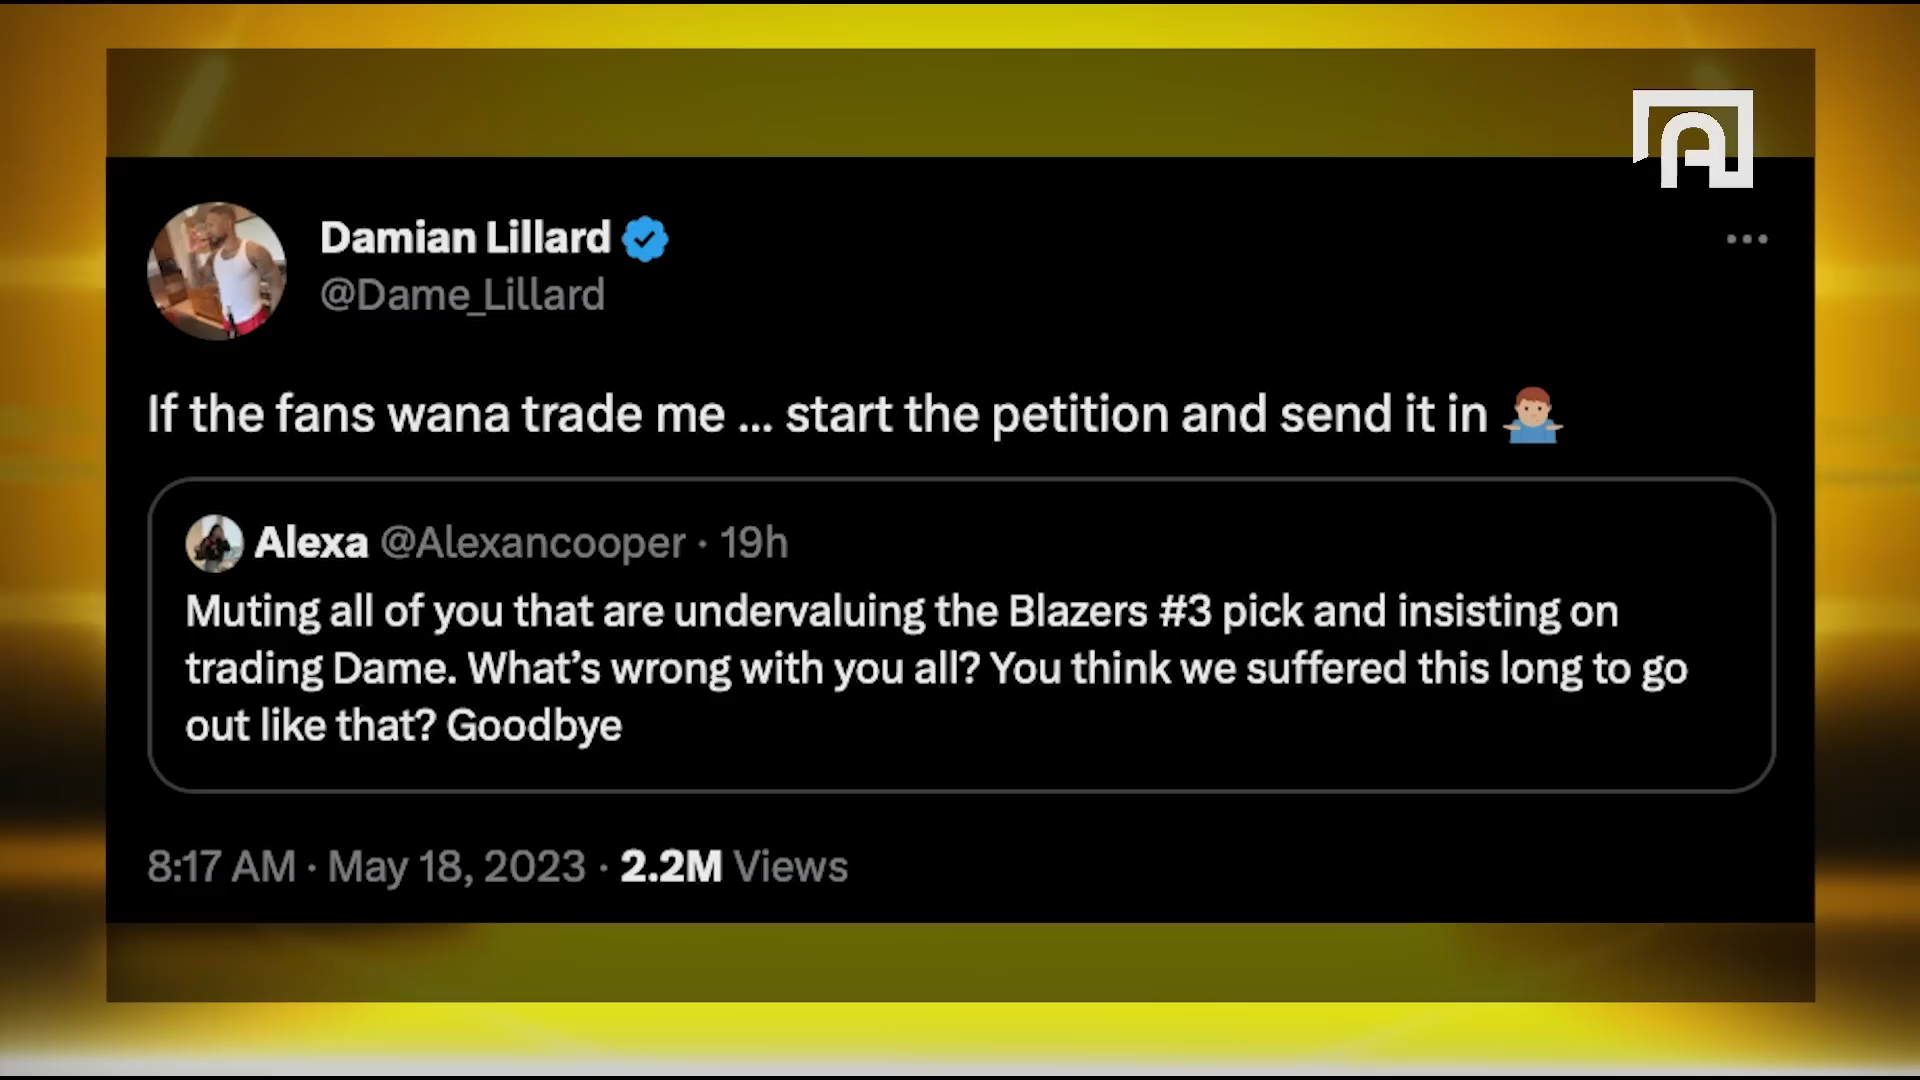 A
Damian Lillard
@Dame_Lillard
If the fans wana trade me ... start the petition and send it in 🤷🏼‍♂️
Alexa @Alexancooper · 19h
Muting all of you that are undervaluing the Blazers #3 pick and insisting on
trading Dame. What’s wrong with you all? You think we suffered this long to go
out like that? Goodbye
8:17 AM · May 18, 2023 · 2.2M Views